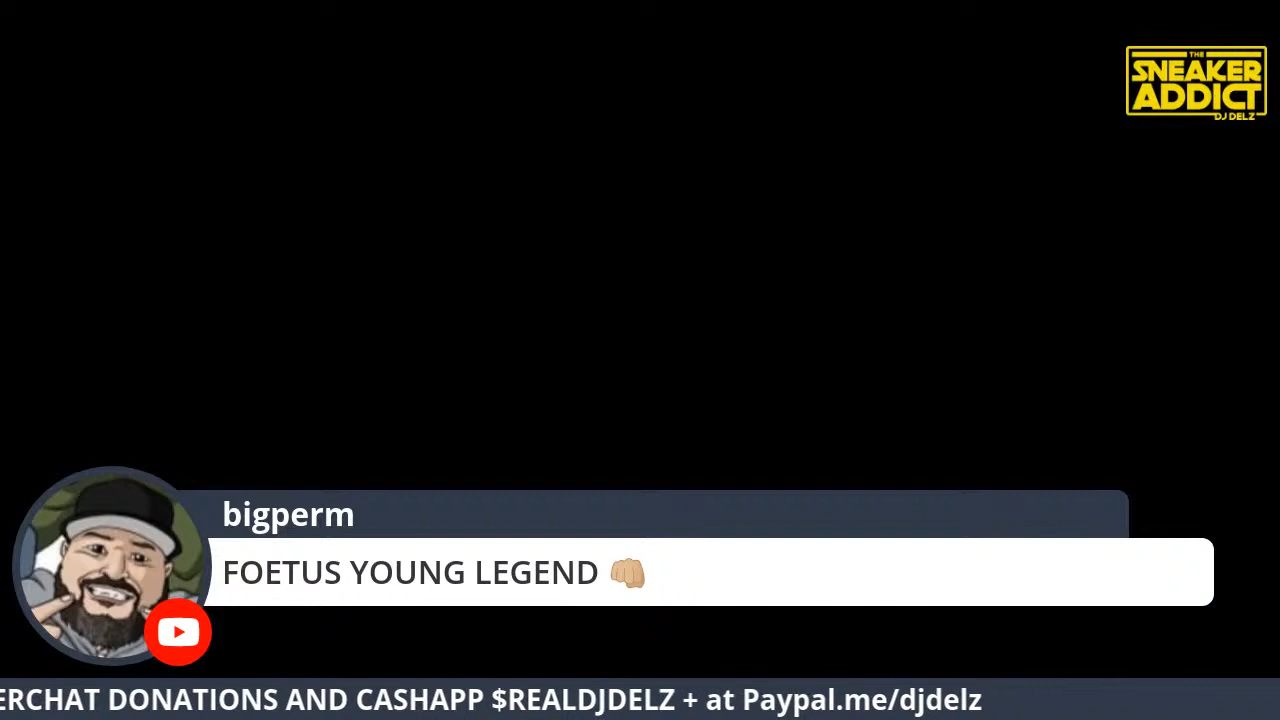 THE
SNEAKER
ADDICT
DJ DELZ
bigperm
FOETUS YOUNG LEGEND 👊🏼
ERCHAT DONATIONS AND CASHAPP $REALDJDELZ + at Paypal.me/djdelz